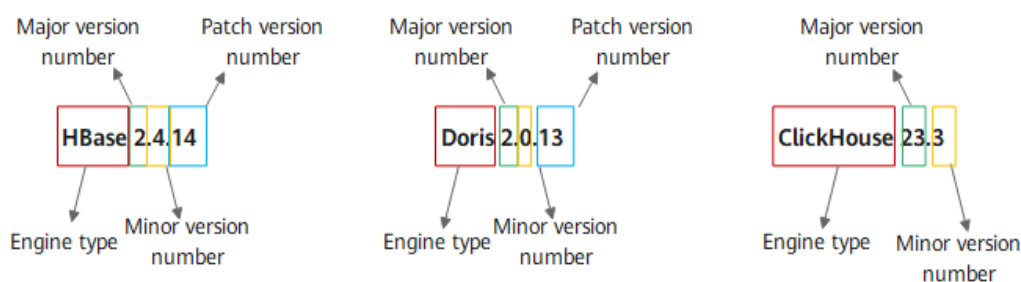 Major version
number
Patch version
number
HBase 2.4.14
Engine type
Minor version
number
Major version
number
Patch version
number
Doris 2.0.13
Engine type
Minor version
number
Major version
number
ClickHouse 23.3
Engine type
Minor version
number